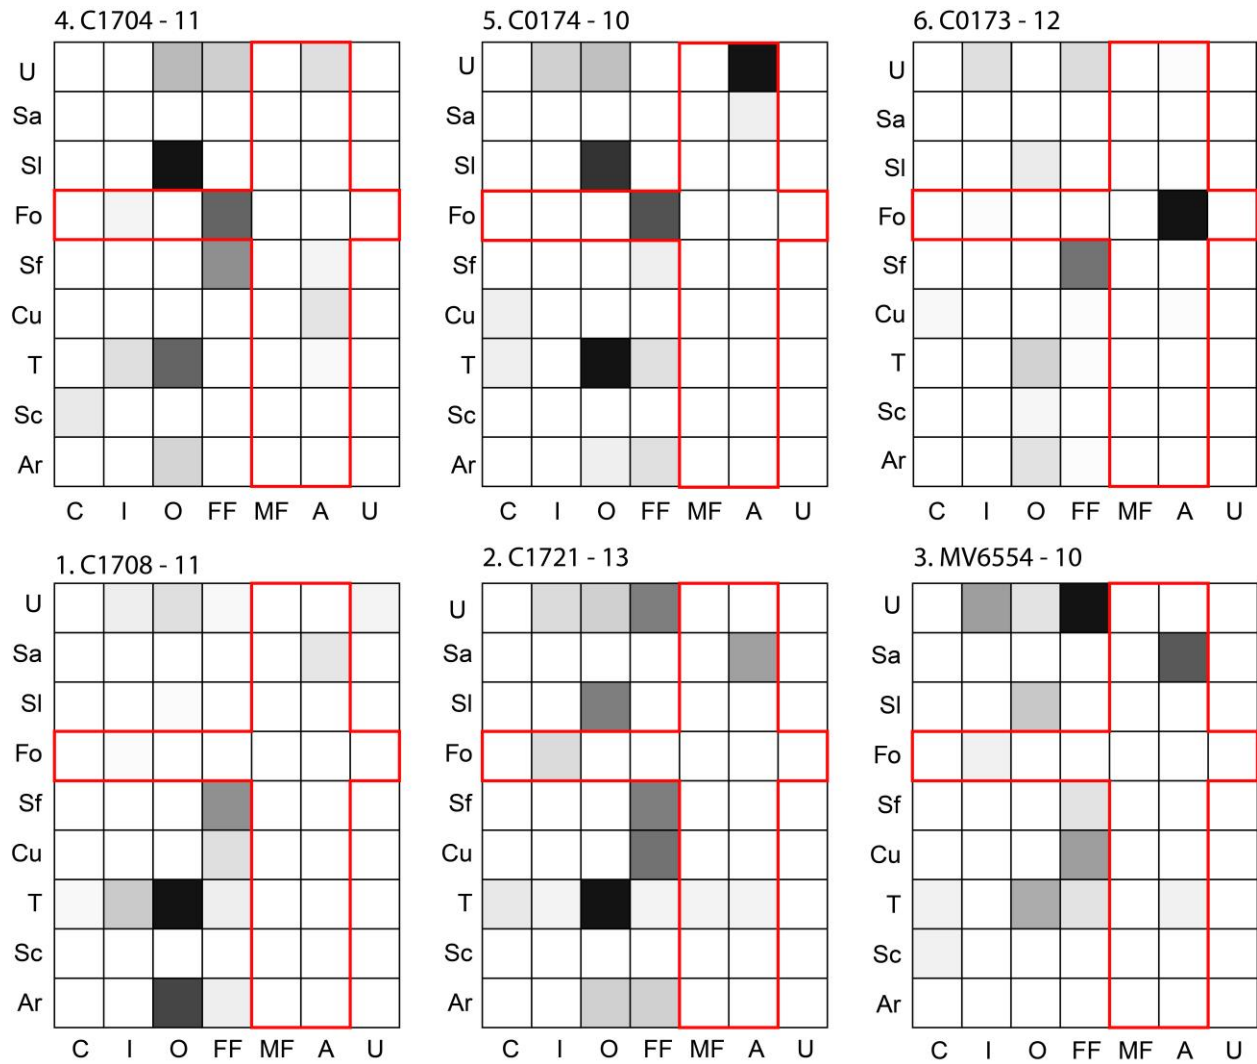 4. C1704 - 11
U
Sa
Sl
Fo
Sf
Cu
T
Sc
Ar
C I O FF MF A U
5. C0174 - 10
U
Sa
Sl
Fo
Sf
Cu
T
Sc
Ar
C I O FF MF A U
6. C0173 - 12
U
Sa
Sl
Fo
Sf
Cu
T
Sc
Ar
C I O FF MF A U
1. C1708 - 11
U
Sa
Sl
Fo
Sf
Cu
T
Sc
Ar
C I O FF MF A U
2. C1721 - 13
U
Sa
Sl
Fo
Sf
Cu
T
Sc
Ar
C I O FF MF A U
3. MV6554 - 10
U
Sa
Sl
Fo
Sf
Cu
T
Sc
Ar
C I O FF MF A U